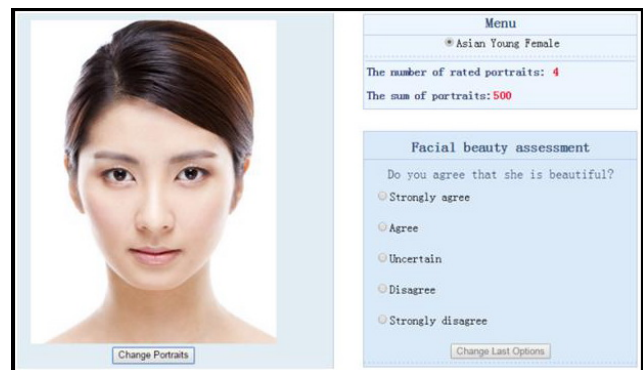 Menu
Asian Young Female
The number of rated portraits: 4
The sum of portraits:500
Facial beauty assessment
Do you agree that she is beautiful?
Strongly agree
Agree
Uncertain
Disagree
Strongly disagree
Change Last Options
Change Portraits